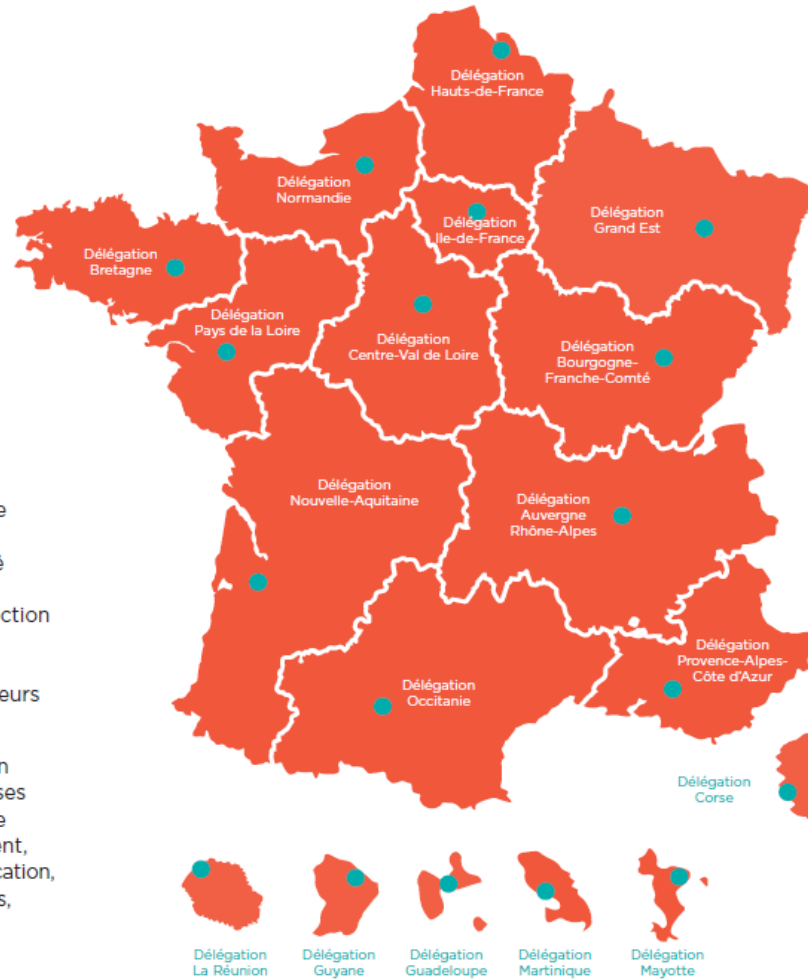 Délégation
Hauts-de-France
Délégation
Normandie
Délégation
Ile-de-France
Délégation
Grand Est
Délégation
Bretagne
Délégation
Pays de la Loire
Délégation
Centre-Val de Loire
Délégation
Bourgogne-
Franche-Comté
Délégation
Nouvelle-Aquitaine
Délégation
Auvergne
Rhône-Alpes
Délégation
Provence-Alpes-
Côte d'Azur
Délégation
Occitanie
Délégation
Corse
Délégation
La Réunion
Délégation
Guyane
Délégation
Guadeloupe
Délégation
Martinique
Délégation
Mayotte